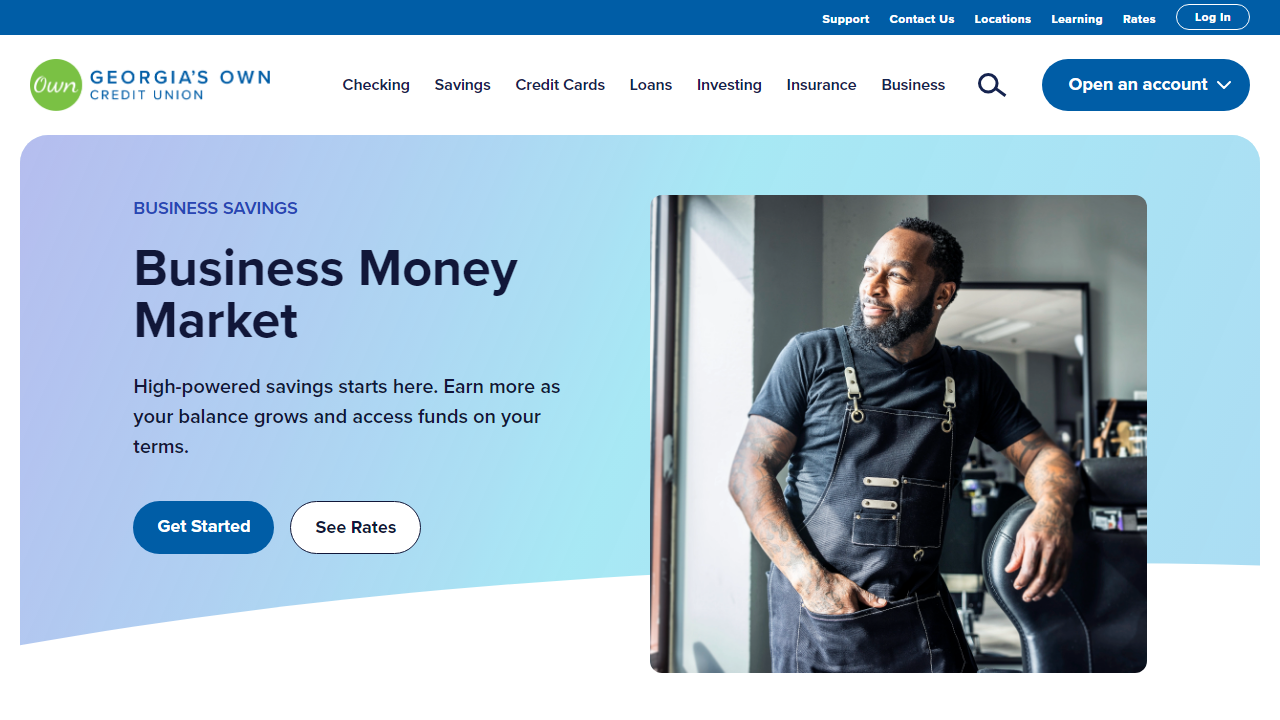 Support Contact Us Locations Learning Rates Log In
Own GEORGIA'S OWN
CREDIT UNION
Checking Savings Credit Cards Loans Investing Insurance Business Open an account
BUSINESS SAVINGS
Business Money
Market
High-powered savings starts here. Earn more as
your balance grows and access funds on your
terms.
Get Started See Rates